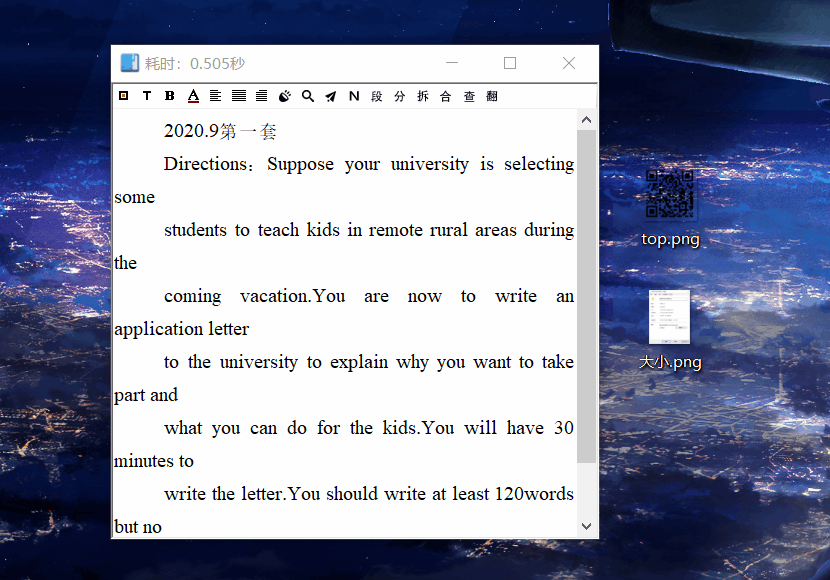 耗时：0.505秒
T B A N 段 分 拆 合 查 翻
2020.9第一套
Directions：Suppose your university is selecting
some
students to teach kids in remote rural areas during
the
coming vacation.You are now to write an
application letter
to the university to explain why you want to take
part and
what you can do for the kids.You will have 30
minutes to
write the letter.You should write at least 120words
but no
top.png
大小.png